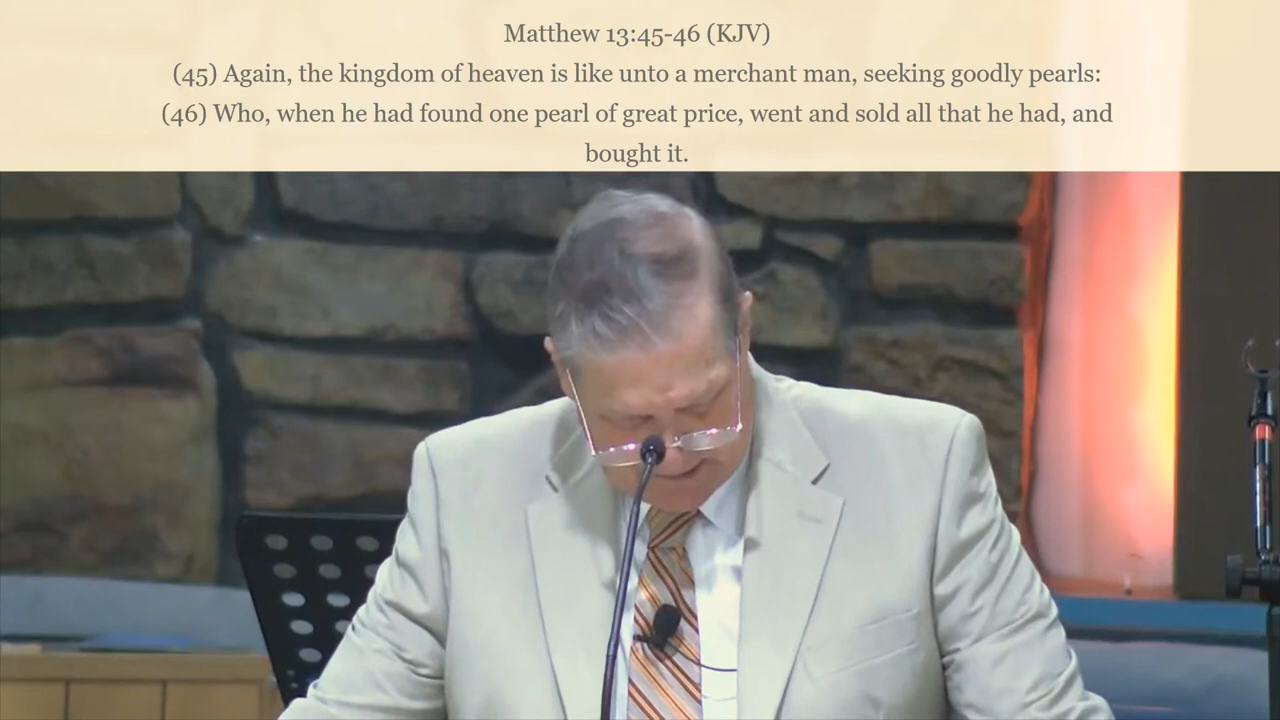 Matthew 13:45-46 (KJV)
(45) Again, the kingdom of heaven is like unto a merchant man, seeking goodly pearls:
(46) Who, when he had found one pearl of great price, went and sold all that he had, and
bought it.